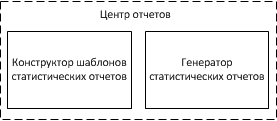 Центр отчетов
Конструктор шаблонов
статистических отчетов
Генератор
статистических отчетов